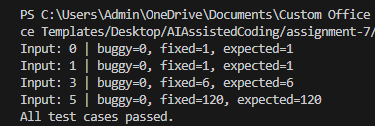 PS C:\Users\Admin\OneDrive\Documents\Custom Office
ce Templates/Desktop/AIAssistedCoding/assignment-7/
Input: 0 | buggy=0, fixed=1, expected=1
Input: 1 | buggy=0, fixed=1, expected=1
Input: 3 | buggy=0, fixed=6, expected=6
Input: 5 | buggy=0, fixed=120, expected=120
All test cases passed.